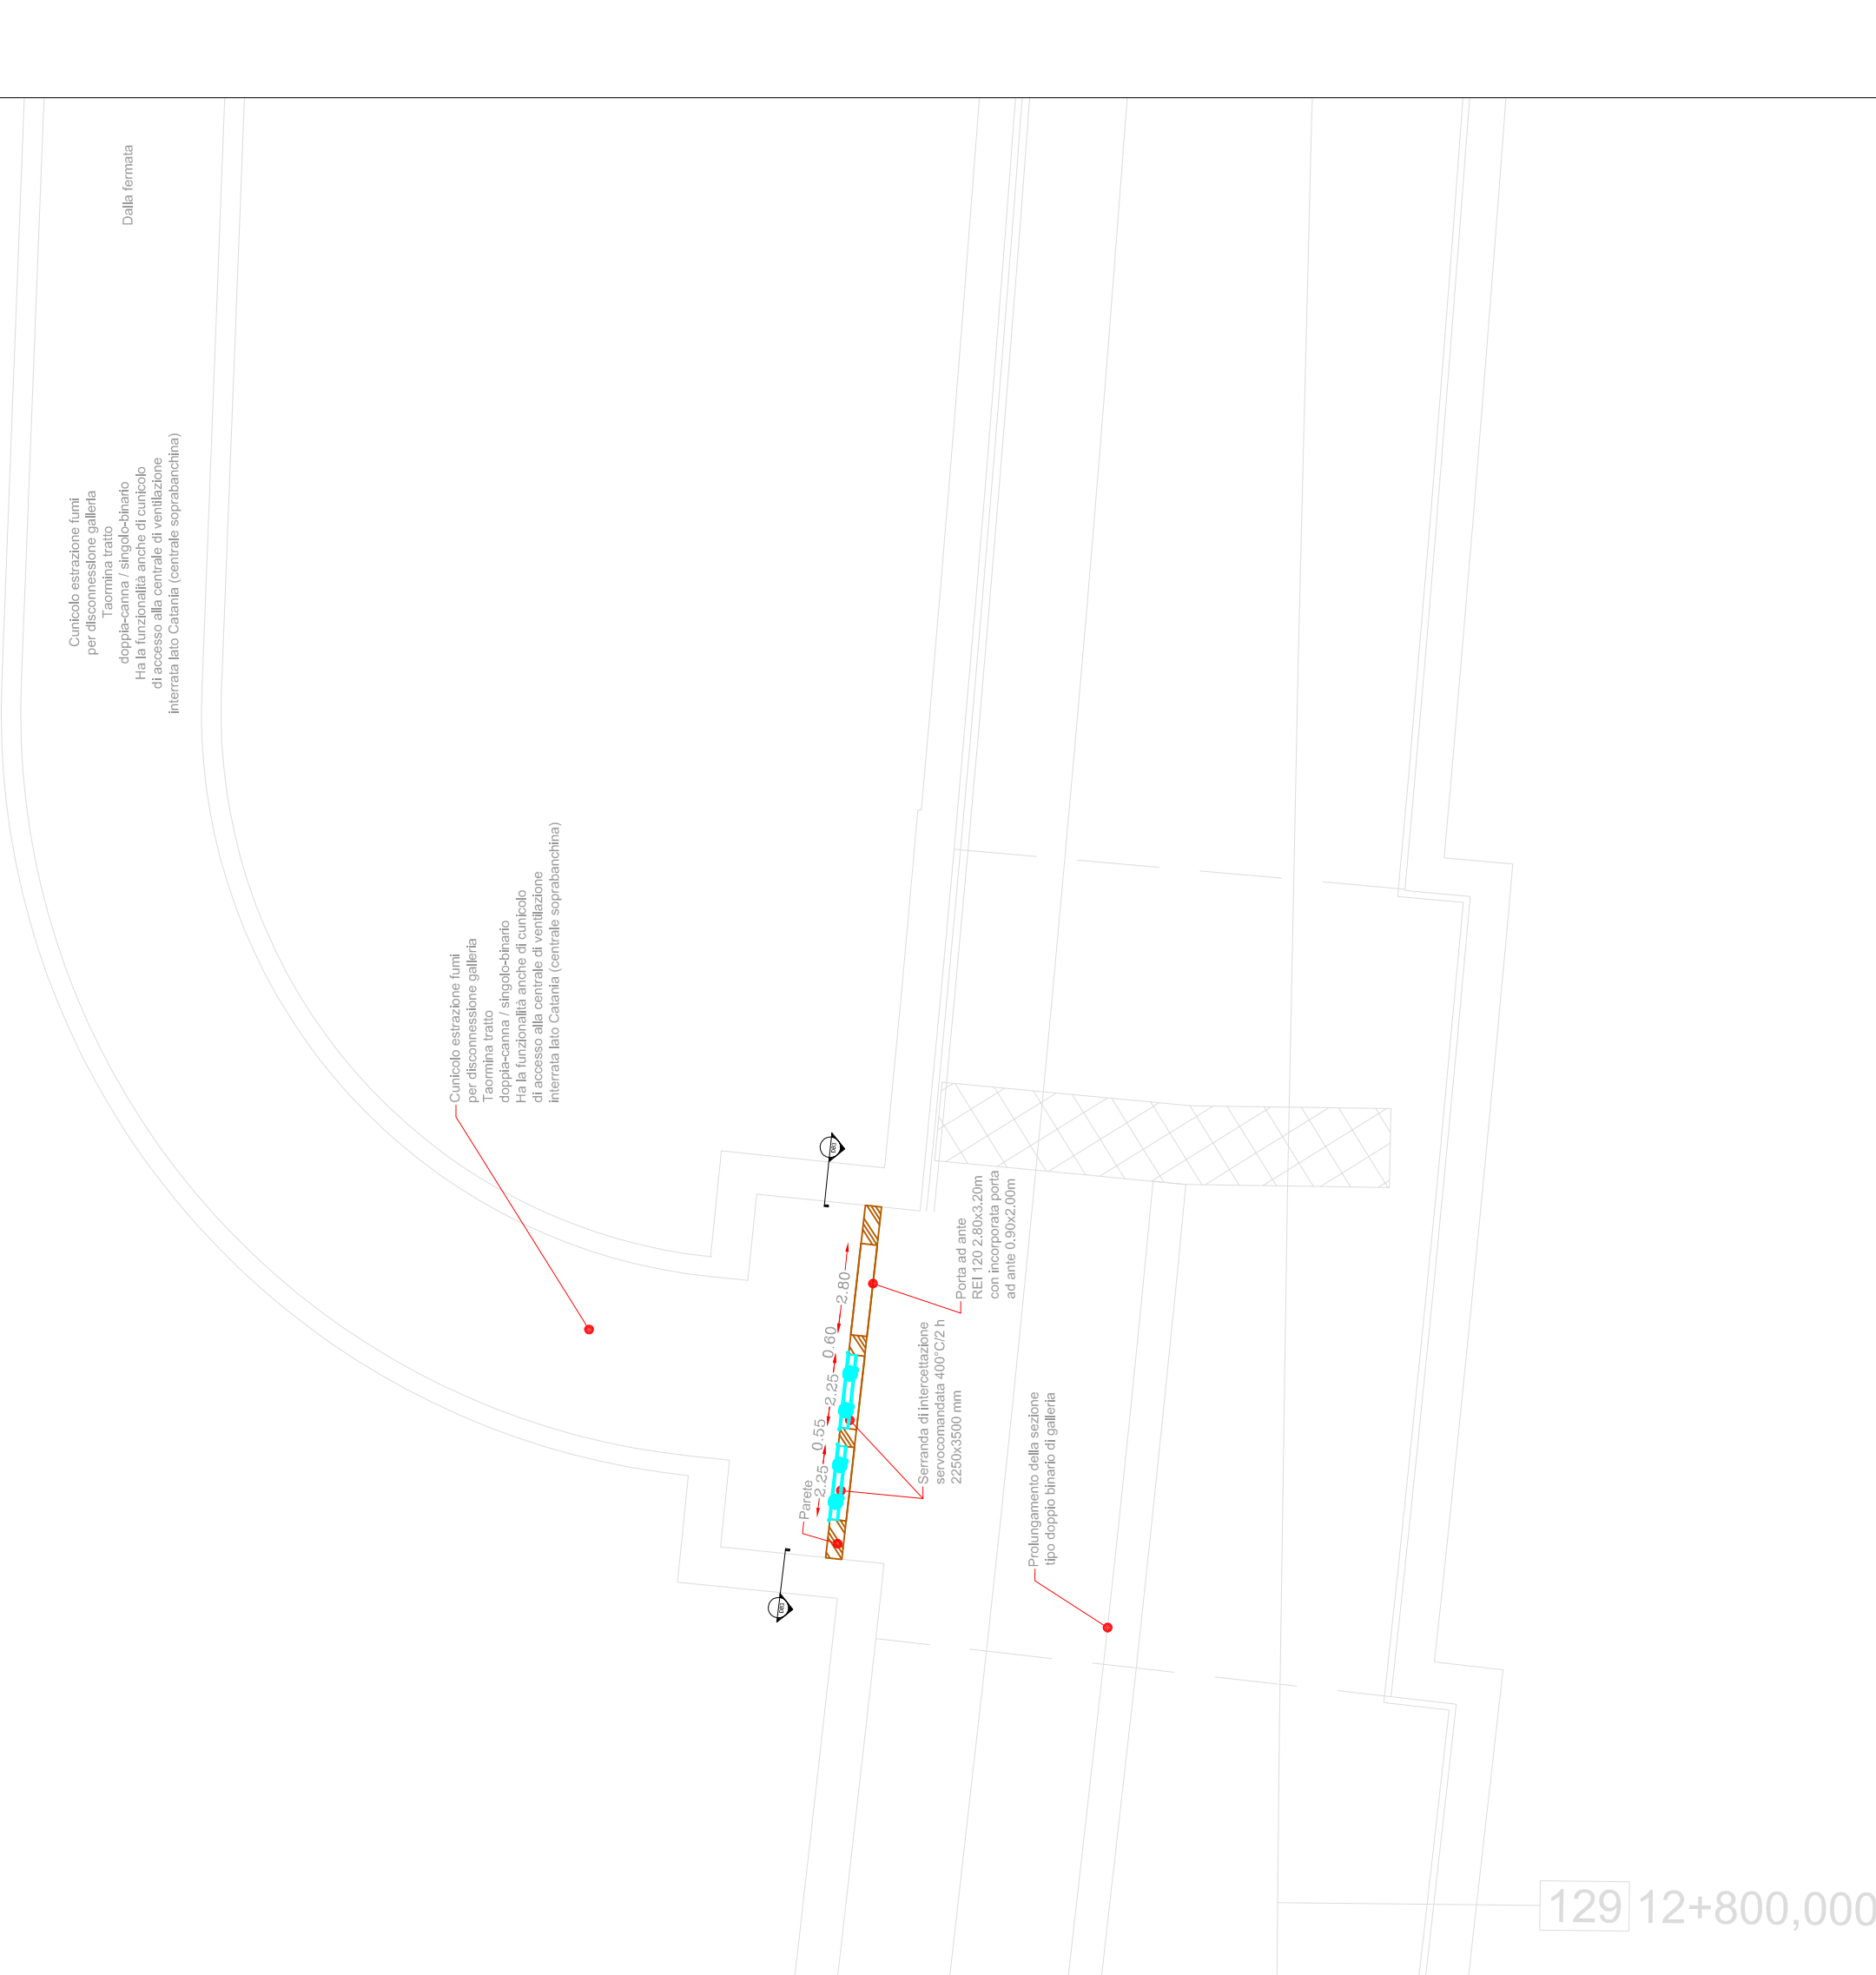 Dalla fermata
Cunicolo estrazione fumi
per disconnessione galleria
Taormina tratto
doppia-canna / singolo-binario
Ha la funzionalità anche di cunicolo
di accesso alla centrale di ventilazione
interrata lato Catania (centrale soprabanchina)
Cunicolo estrazione fumi
per disconnessione galleria
Taormina tratto
doppia-canna / singolo-binario
Ha la funzionalità anche di cunicolo
di accesso alla centrale di ventilazione
interrata lato Catania (centrale soprabanchina)
2.80
0.60
2.25
0.55
2.25
Parete
Porta ad ante
REI 120 2.80x3.20m
con incorporata porta
ad ante 0.90x2.00m
Serranda di intercettazione
servocomandata 400°C/2 h
2250x3500 mm
Prolungamento della sezione
tipo doppio binario di galleria
129 12+800,000